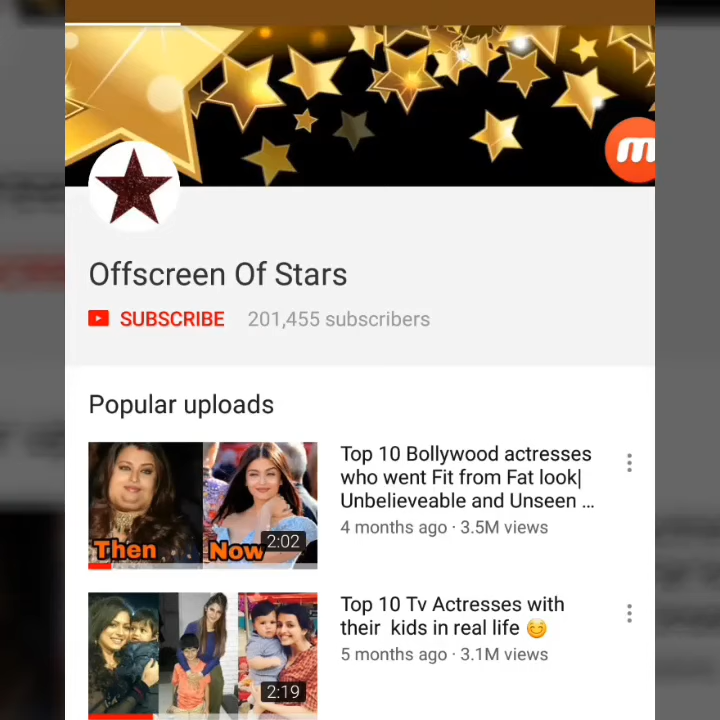 m
Offscreen Of Stars
SUBSCRIBE 201,455 subscribers
Popular uploads
Top 10 Bollywood actresses
who went Fit from Fat look|
Unbelieveable and Unseen ...
4 months ago · 3.5M views
Then Now 2:02
Top 10 Tv Actresses with
their kids in real life 😊
5 months ago · 3.1M views
2:19